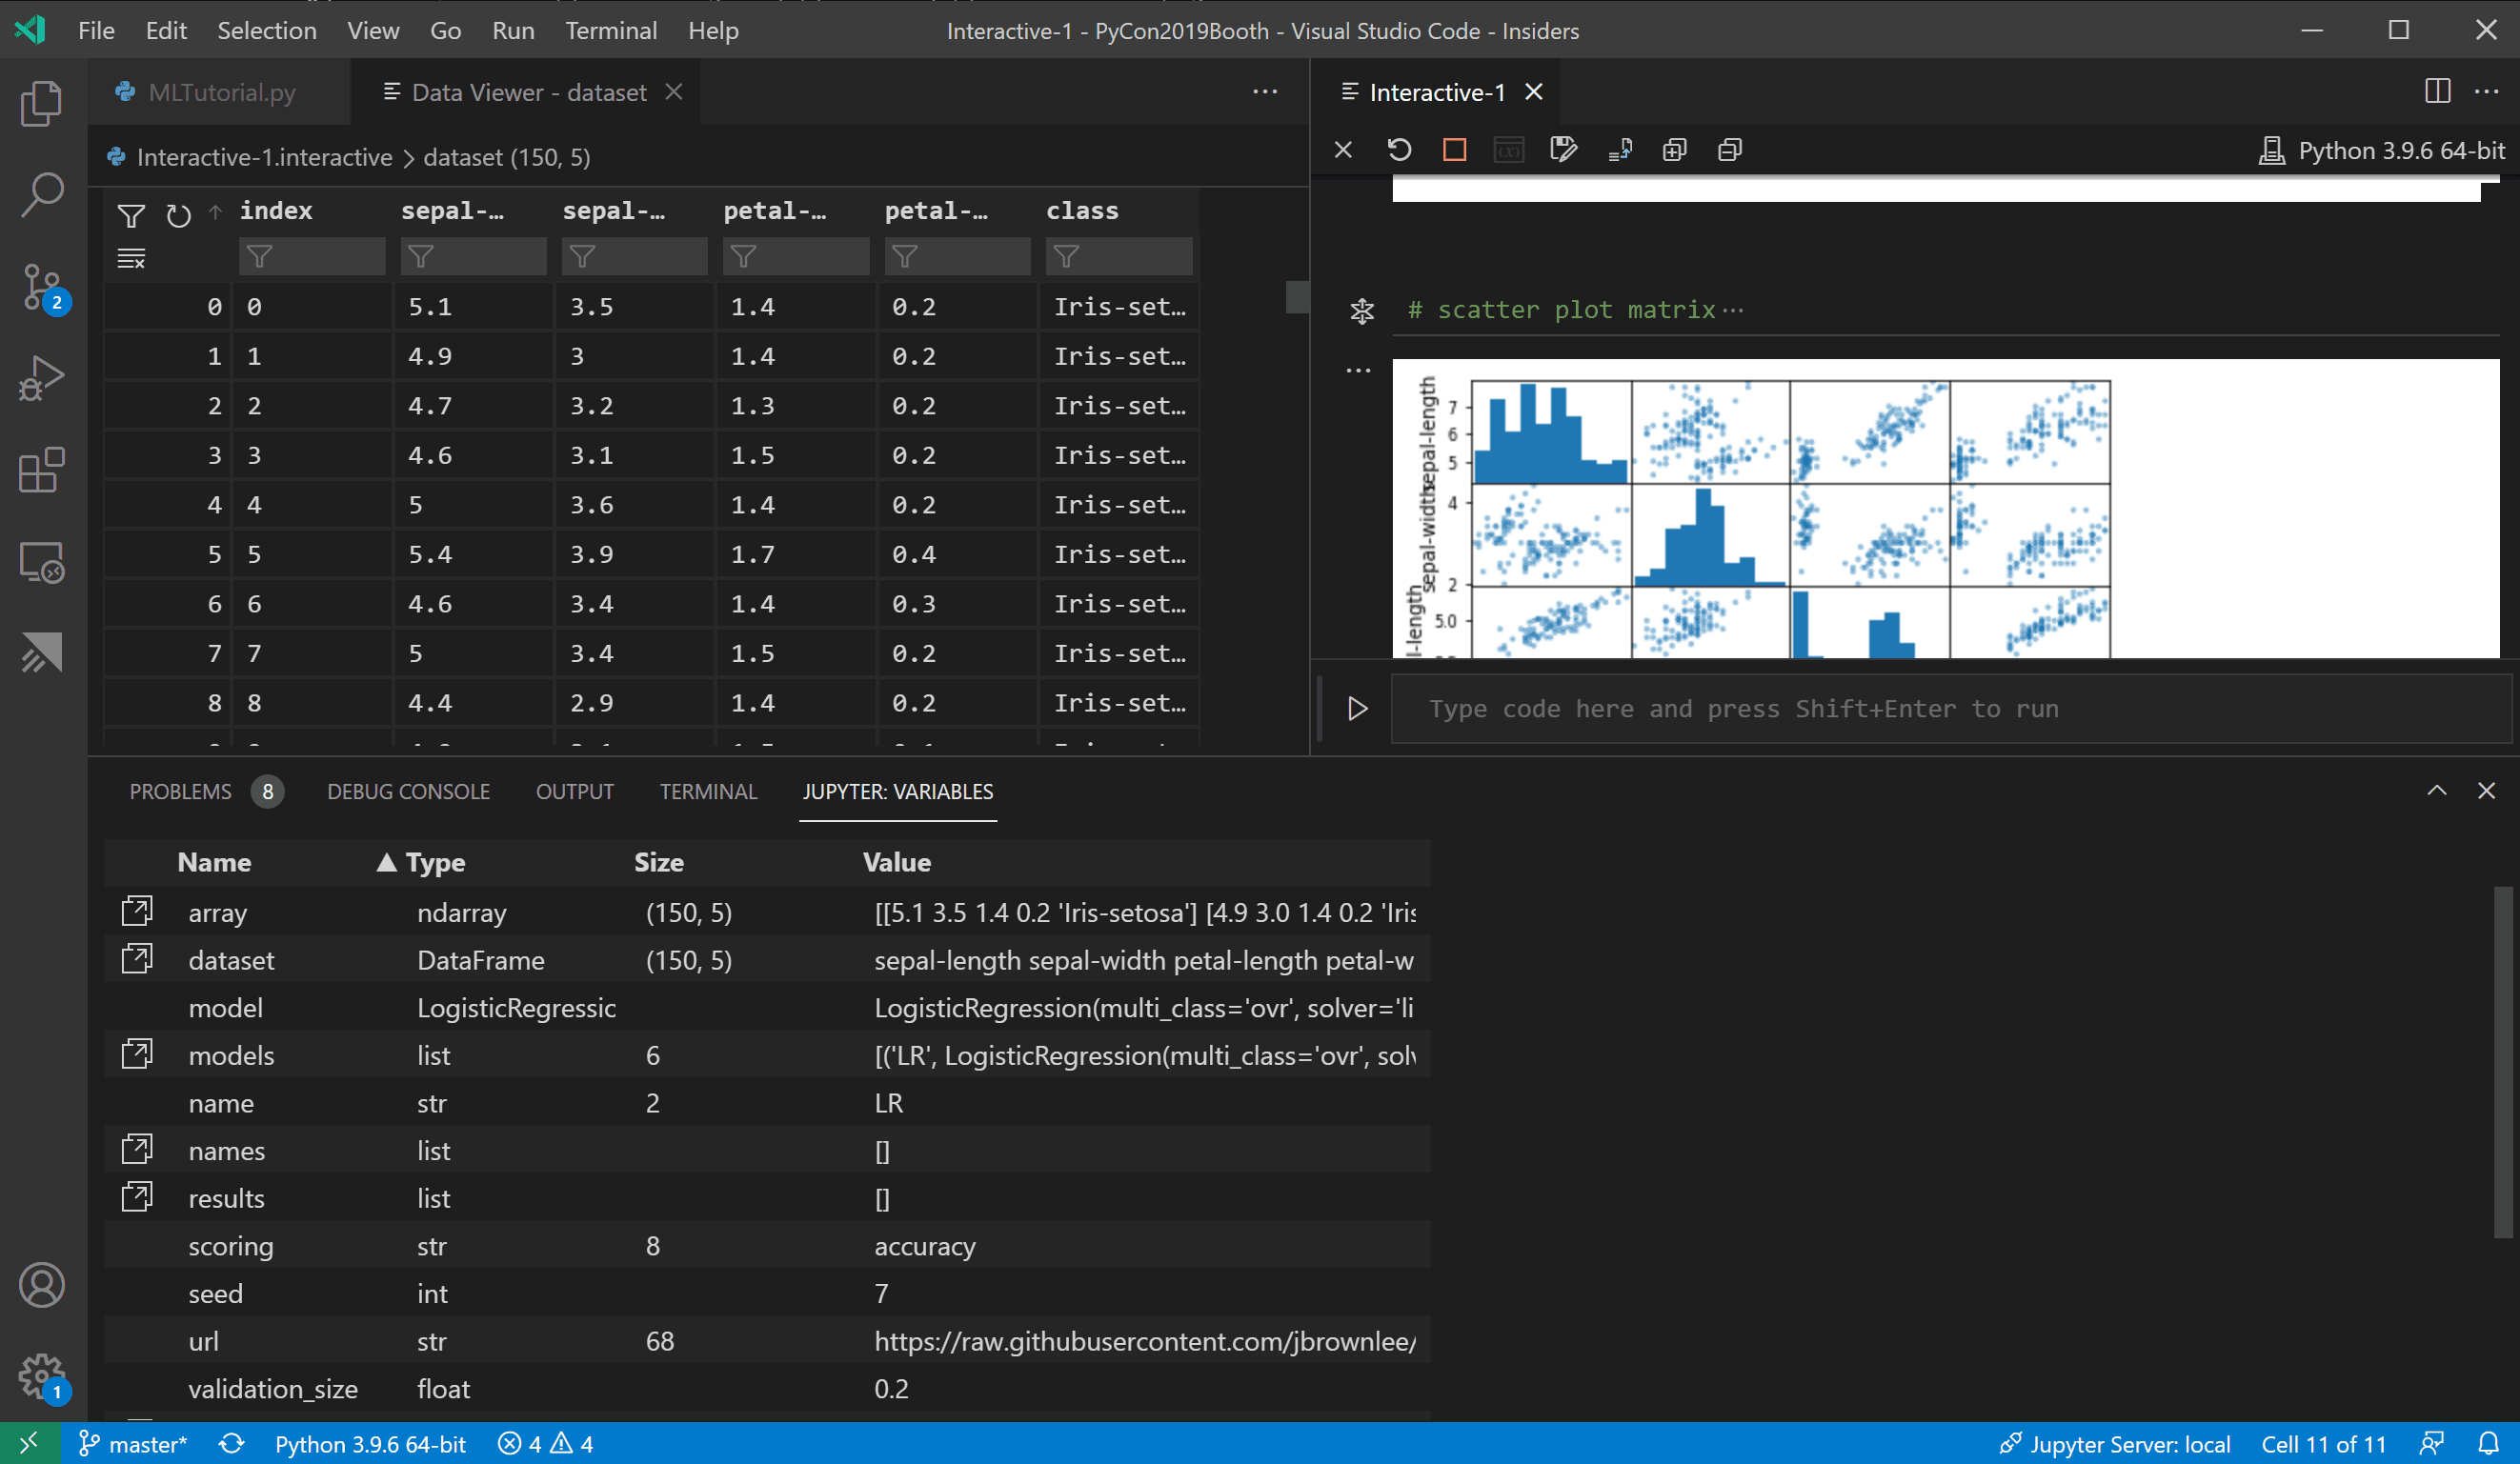 File Edit Selection View Go Run Terminal Help
Interactive-1 - PyCon2019Booth - Visual Studio Code - Insiders
MLTutorial.py
Data Viewer - dataset
Interactive-1.interactive > dataset (150, 5)
index sepal-… sepal-… petal-… petal-… class
0 0 5.1 3.5 1.4 0.2 Iris-set…
1 1 4.9 3 1.4 0.2 Iris-set…
2 2 4.7 3.2 1.3 0.2 Iris-set…
3 3 4.6 3.1 1.5 0.2 Iris-set…
4 4 5 3.6 1.4 0.2 Iris-set…
5 5 5.4 3.9 1.7 0.4 Iris-set…
6 6 4.6 3.4 1.4 0.3 Iris-set…
7 7 5 3.4 1.5 0.2 Iris-set…
8 8 4.4 2.9 1.4 0.2 Iris-set…
Interactive-1
Python 3.9.6 64-bit
# scatter plot matrix…
sepal-length
7
6
5
sepal-width
4
2
l-length
5.0
Type code here and press Shift+Enter to run
2
1
PROBLEMS 8 DEBUG CONSOLE OUTPUT TERMINAL JUPYTER: VARIABLES
Name Type Size Value
array ndarray (150, 5) [[5.1 3.5 1.4 0.2 'Iris-setosa'] [4.9 3.0 1.4 0.2 'Iris
dataset DataFrame (150, 5) sepal-length sepal-width petal-length petal-w
model LogisticRegressic LogisticRegression(multi_class='ovr', solver='li
models list 6 [('LR', LogisticRegression(multi_class='ovr', solv
name str 2 LR
names list []
results list []
scoring str 8 accuracy
seed int 7
url str 68 https://raw.githubusercontent.com/jbrownlee/
validation_size float 0.2
master* Python 3.9.6 64-bit 4 4
Jupyter Server: local Cell 11 of 11